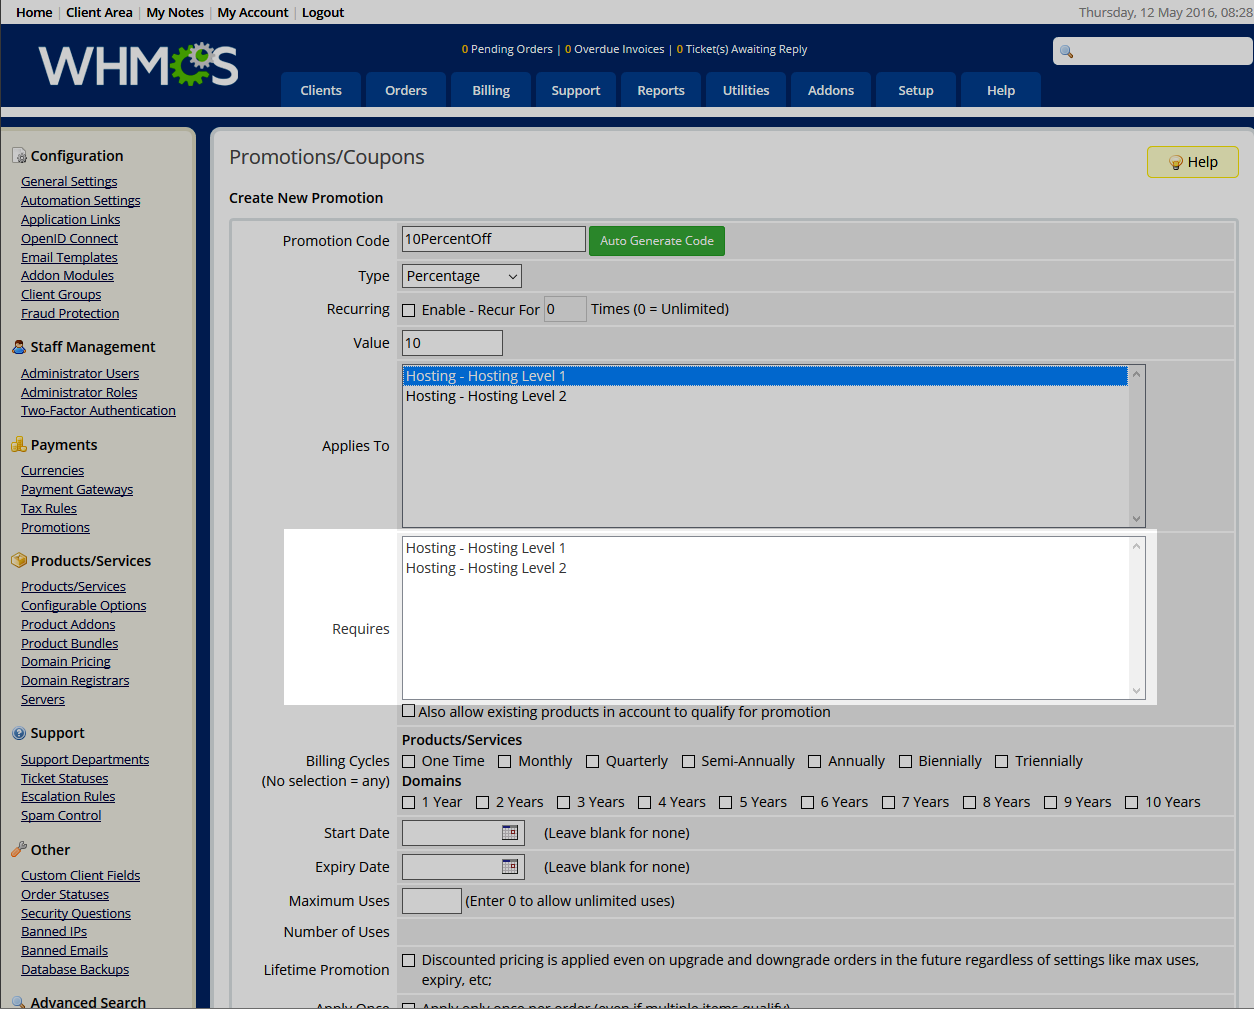 Home | Client Area | My Notes | My Account | Logout
Thursday, 12 May 2016, 08:28
WHMCS
0 Pending Orders | 0 Overdue Invoices | 0 Ticket(s) Awaiting Reply
Clients Orders Billing Support Reports Utilities Addons Setup Help
Configuration
General Settings
Automation Settings
Application Links
OpenID Connect
Email Templates
Addon Modules
Client Groups
Fraud Protection
Staff Management
Administrator Users
Administrator Roles
Two-Factor Authentication
Payments
Currencies
Payment Gateways
Tax Rules
Promotions
Products/Services
Products/Services
Configurable Options
Product Addons
Product Bundles
Domain Pricing
Domain Registrars
Servers
Support
Support Departments
Ticket Statuses
Escalation Rules
Spam Control
Other
Custom Client Fields
Order Statuses
Security Questions
Banned IPs
Banned Emails
Database Backups
Advanced Search
Promotions/Coupons
Help
Create New Promotion
Promotion Code 10PercentOff Auto Generate Code
Type Percentage
Recurring Enable - Recur For 0 Times (0 = Unlimited)
Value 10
Applies To
Hosting - Hosting Level 1
Hosting - Hosting Level 2
Requires
Hosting - Hosting Level 1
Hosting - Hosting Level 2
Also allow existing products in account to qualify for promotion
Billing Cycles
(No selection = any)
Products/Services
One Time Monthly Quarterly Semi-Annually Annually Biennially Triennially
Domains
1 Year 2 Years 3 Years 4 Years 5 Years 6 Years 7 Years 8 Years 9 Years 10 Years
Start Date (Leave blank for none)
Expiry Date (Leave blank for none)
Maximum Uses (Enter 0 to allow unlimited uses)
Number of Uses
Lifetime Promotion Discounted pricing is applied even on upgrade and downgrade orders in the future regardless of settings like max uses,
expiry, etc;
Apply Once Apply only once per order (even if multiple items qualify)